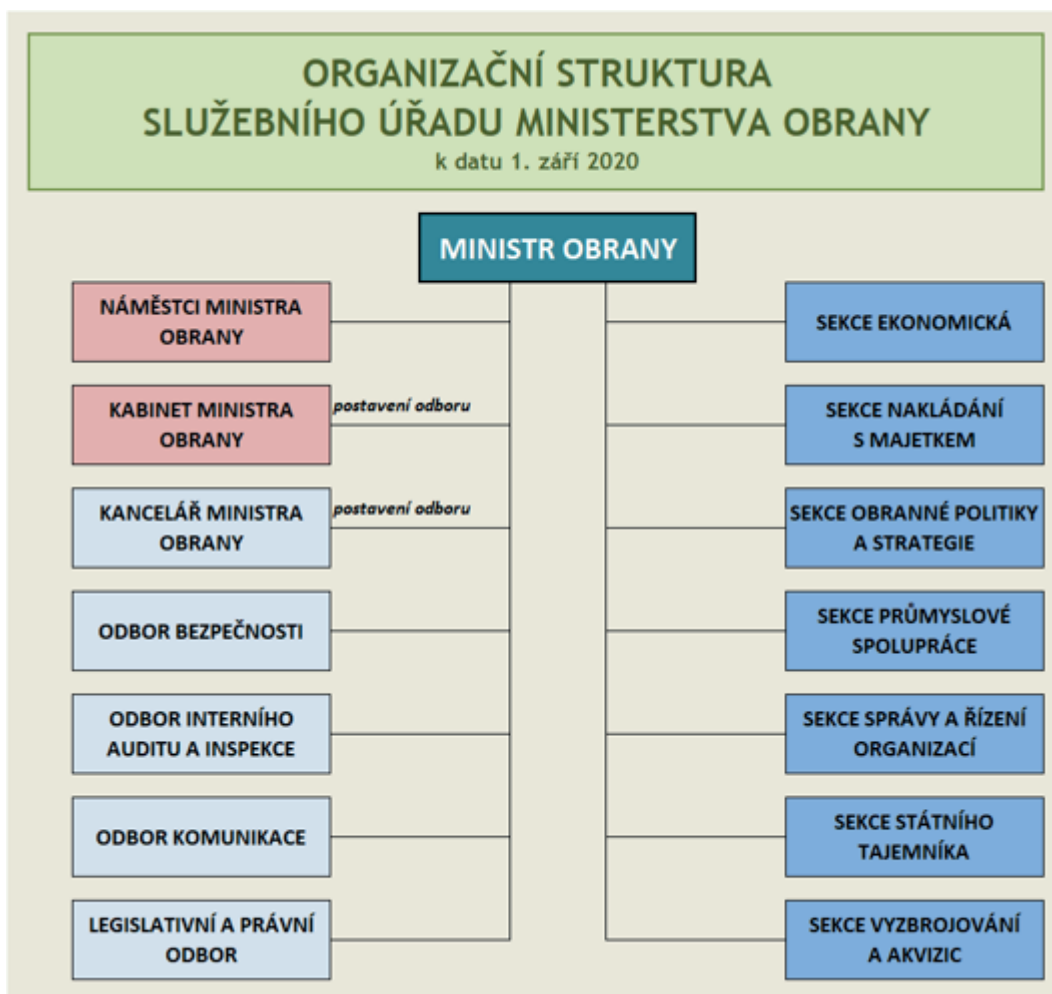 ORGANIZAČNÍ STRUKTURA
SLUŽEBNÍHO ÚŘADU MINISTERSTVA OBRANY
k datu 1. září 2020
MINISTR OBRANY
NÁMĚSTCI MINISTRA
OBRANY
KABINET MINISTRA
OBRANY
postavení odboru
KANCELÁŘ MINISTRA
OBRANY
postavení odboru
ODBOR BEZPEČNOSTI
ODBOR INTERNÍHO
AUDITU A INSPEKCE
ODBOR KOMUNIKACE
LEGISLATIVNÍ A PRÁVNÍ
ODBOR
SEKCE EKONOMICKÁ
SEKCE NAKLÁDÁNÍ
S MAJETKEM
SEKCE OBRANNÉ POLITIKY
A STRATEGIE
SEKCE PRŮMYSLOVÉ
SPOLUPRÁCE
SEKCE SPRÁVY A ŘÍZENÍ
ORGANIZACÍ
SEKCE STÁTNÍHO
TAJEMNÍKA
SEKCE VYZBROJOVÁNÍ
A AKVIZIC